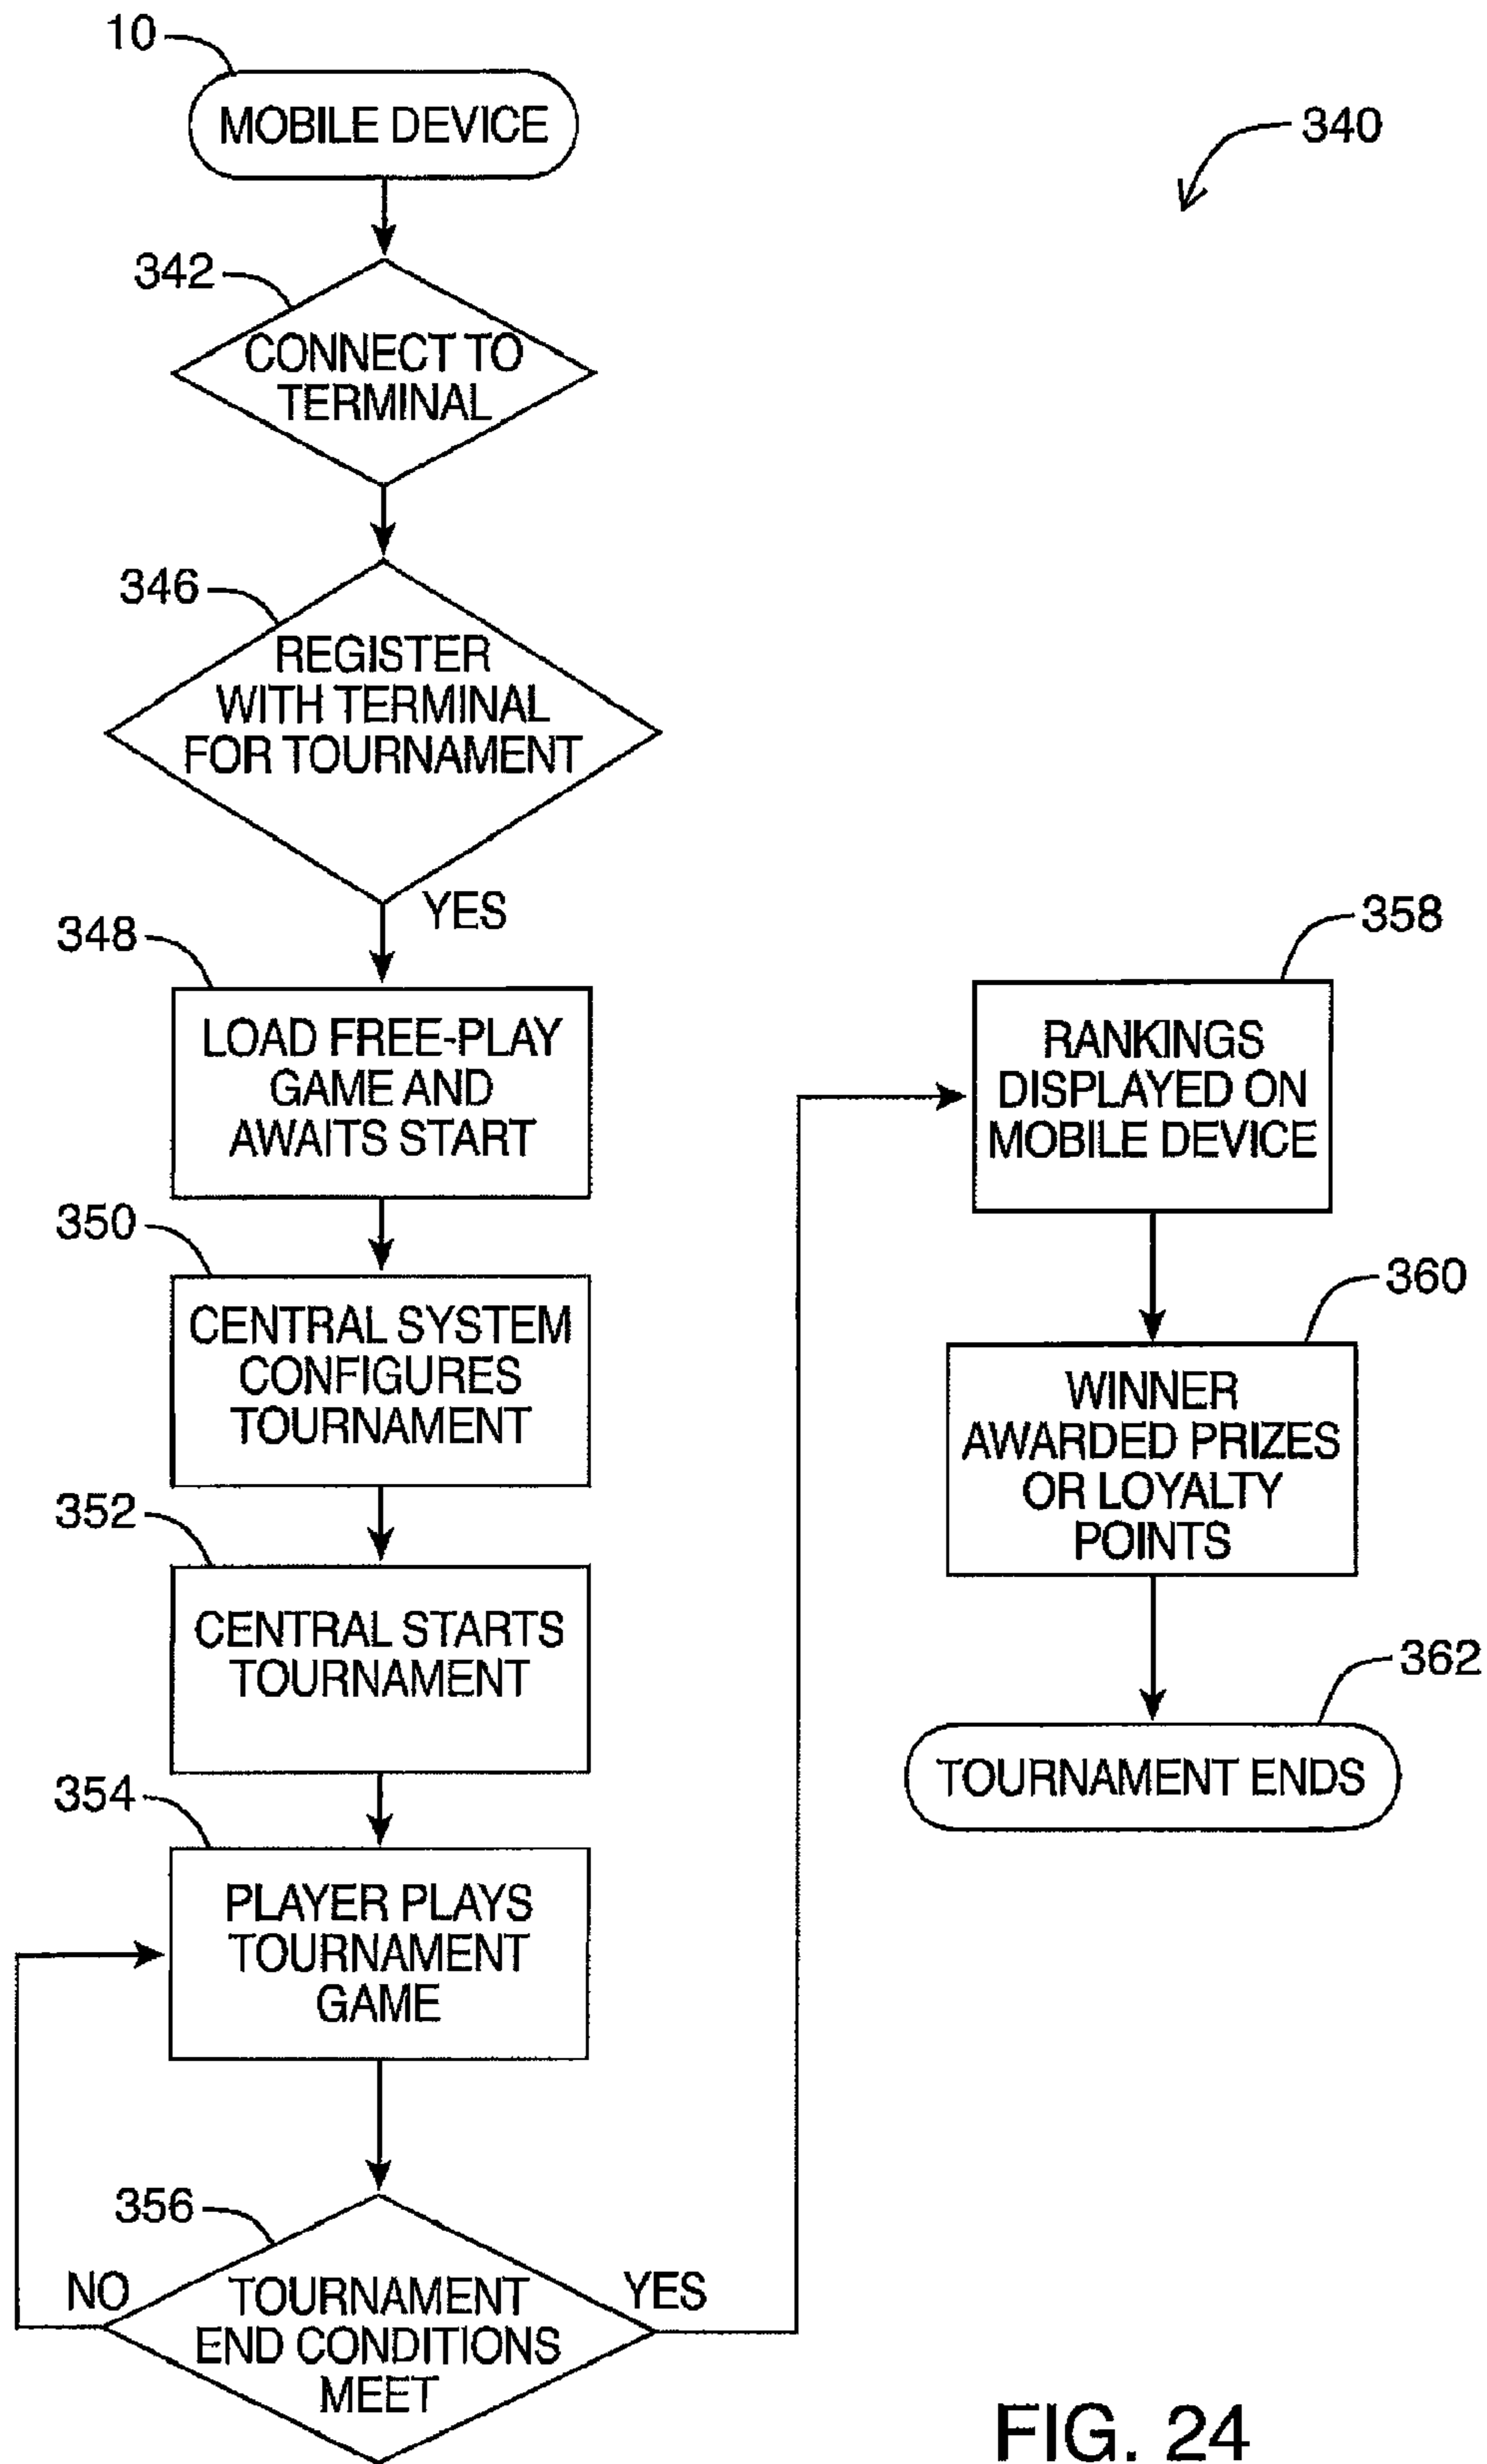 10
MOBILE DEVICE
340
342
CONNECT TO
TERMINAL
346
REGISTER
WITH TERMINAL
FOR TOURNAMENT
YES
348
LOAD FREE-PLAY
GAME AND
AWAITS START
350
CENTRAL SYSTEM
CONFIGURES
TOURNAMENT
352
CENTRAL STARTS
TOURNAMENT
354
PLAYER PLAYS
TOURNAMENT
GAME
356
NO
TOURNAMENT
END CONDITIONS
MEET
YES
358
RANKINGS
DISPLAYED ON
MOBILE DEVICE
360
WINNER
AWARDED PRIZES
OR LOYALTY
POINTS
362
TOURNAMENT ENDS
FIG. 24